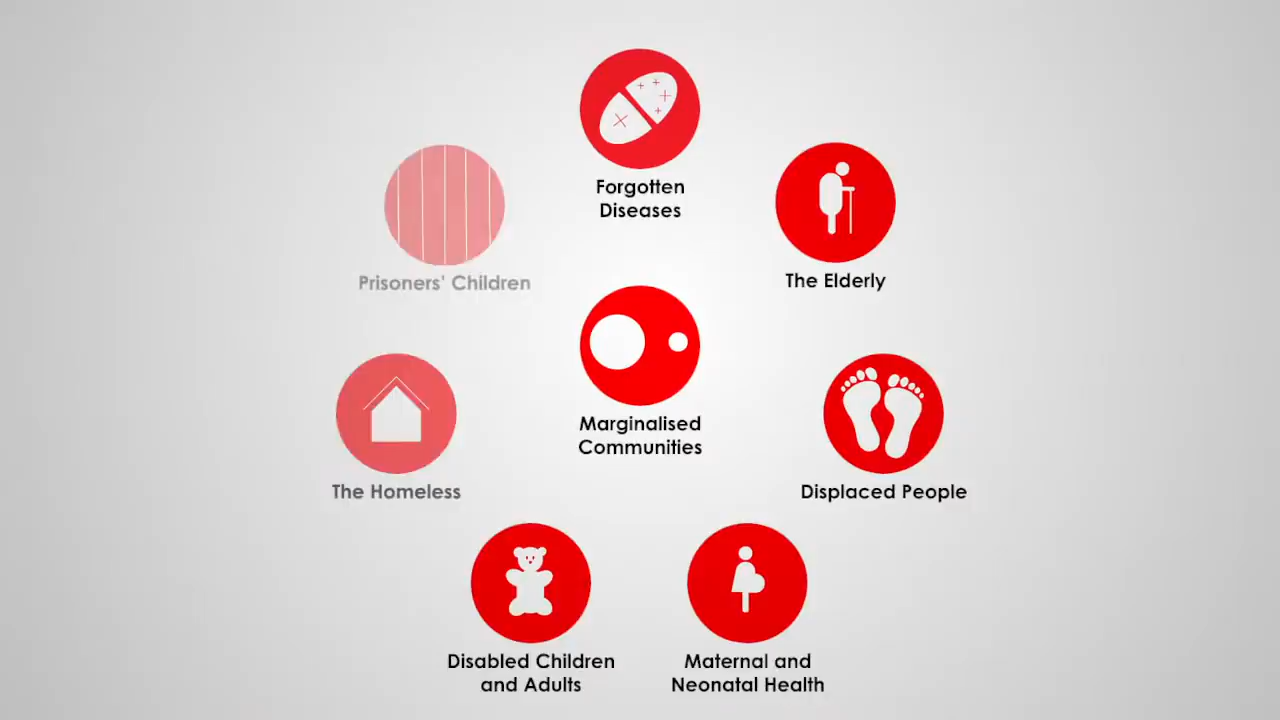 Forgotten
Diseases
Prisoners' Children
The Elderly
Marginalised
Communities
The Homeless
Displaced People
Disabled Children
and Adults
Maternal and
Neonatal Health